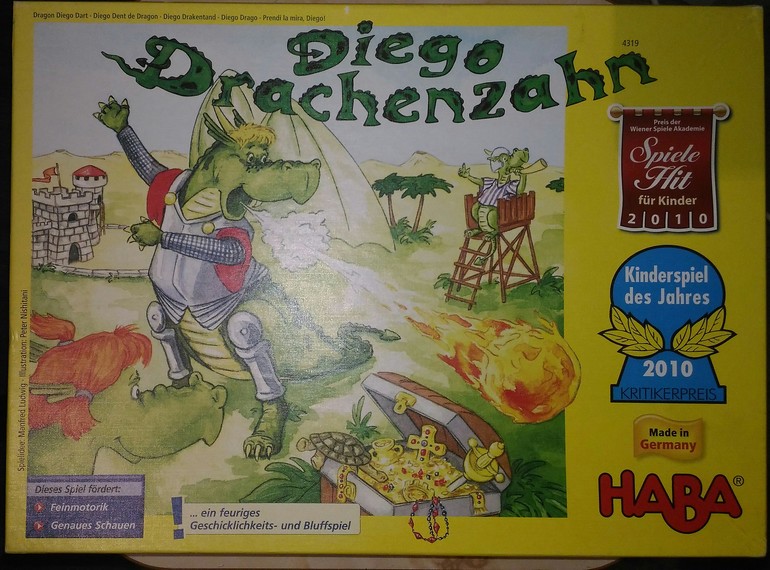 Dragon Diego Dart - Diego Dent de Dragon - Diego Drakentand - Diego Drago - Prendi la mira, Diego!
Diego
Drachenzahn
4319
Preis der
Wiener Spiele Akademie
Spiele
Hit
für Kinder
2010
Kinderspiel
des Jahres
2010
KRITIKERPREIS
Made in
Germany
HABA®
Spielidee: Manfred Ludwig · Illustration: Peter Nishitani
Dieses Spiel fördert:
Feinmotorik
Genaues Schauen
! ... ein feuriges
Geschicklichkeits- und Bluffspiel